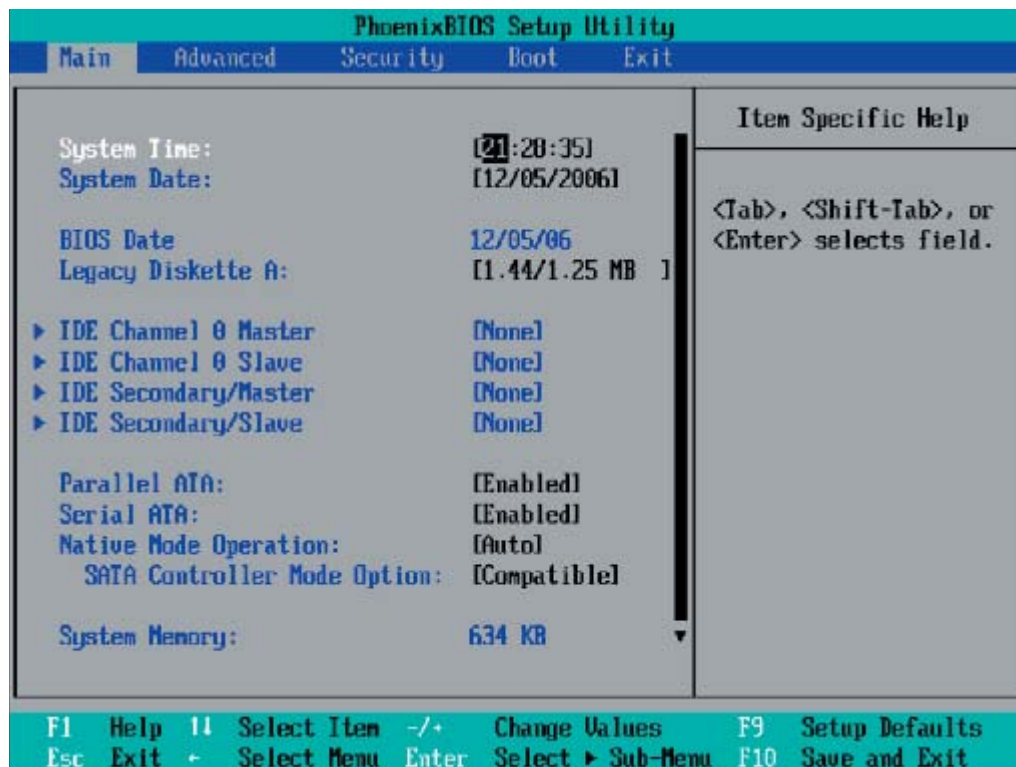 PhoenixBIOS Setup Utility
Main Advanced Security Boot Exit
Item Specific Help
System Time: [21:28:35]
System Date: [12/05/2006]
<Tab>, <Shift-Tab>, or
<Enter> selects field.
BIOS Date 12/05/06
Legacy Diskette A: [1.44/1.25 MB ]
▶ IDE Channel 0 Master [None]
▶ IDE Channel 0 Slave [None]
▶ IDE Secondary/Master [None]
▶ IDE Secondary/Slave [None]
Parallel ATA: [Enabled]
Serial ATA: [Enabled]
Native Mode Operation: [Auto]
SATA Controller Mode Option: [Compatible]
System Memory: 634 KB
F1 Help ↑↓ Select Item -/+ Change Values F9 Setup Defaults
Esc Exit ← Select Menu Enter Select ▶ Sub-Menu F10 Save and Exit